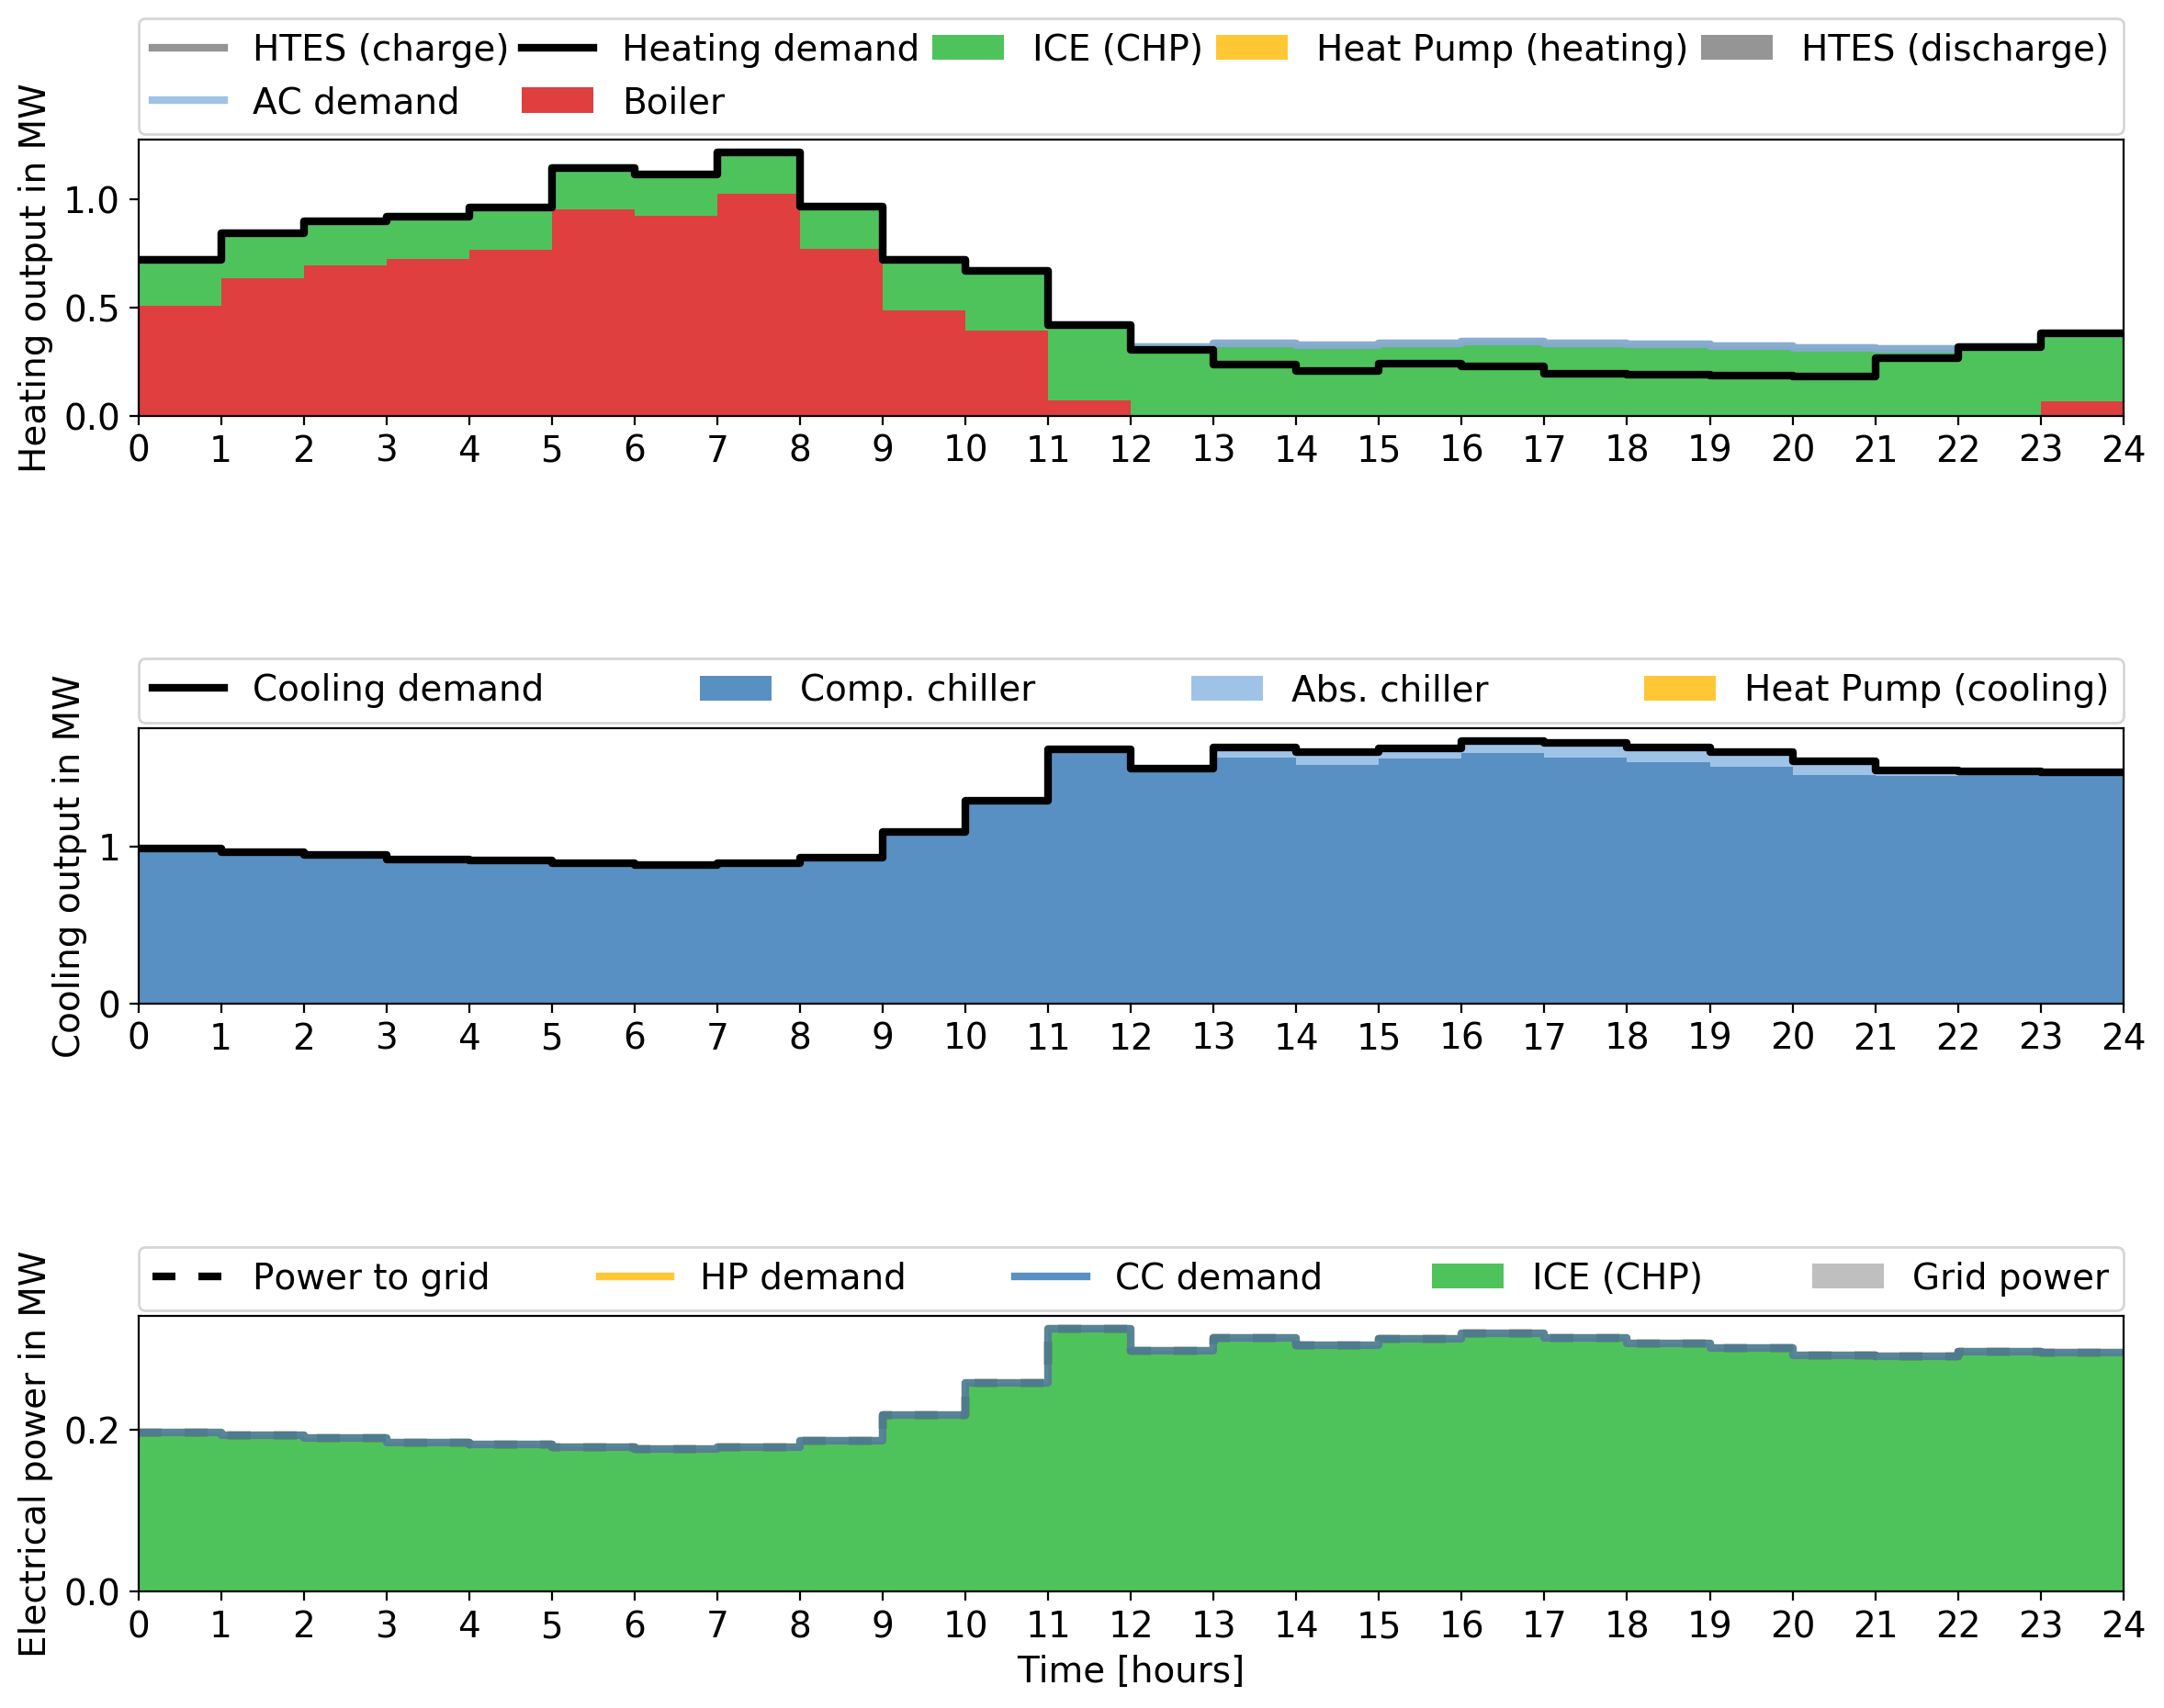 HTES (charge) Heating demand ICE (CHP) Heat Pump (heating) HTES (discharge)
AC demand Boiler
Heating output in MW
1.0
0.5
0.0
0 1 2 3 4 5 6 7 8 9 10 11 12 13 14 15 16 17 18 19 20 21 22 23 24
Cooling demand Comp. chiller Abs. chiller Heat Pump (cooling)
Cooling output in MW
1
0
0 1 2 3 4 5 6 7 8 9 10 11 12 13 14 15 16 17 18 19 20 21 22 23 24
Power to grid HP demand CC demand ICE (CHP) Grid power
Electrical power in MW
0.2
0.0
0 1 2 3 4 5 6 7 8 9 10 11 12 13 14 15 16 17 18 19 20 21 22 23 24
Time [hours]